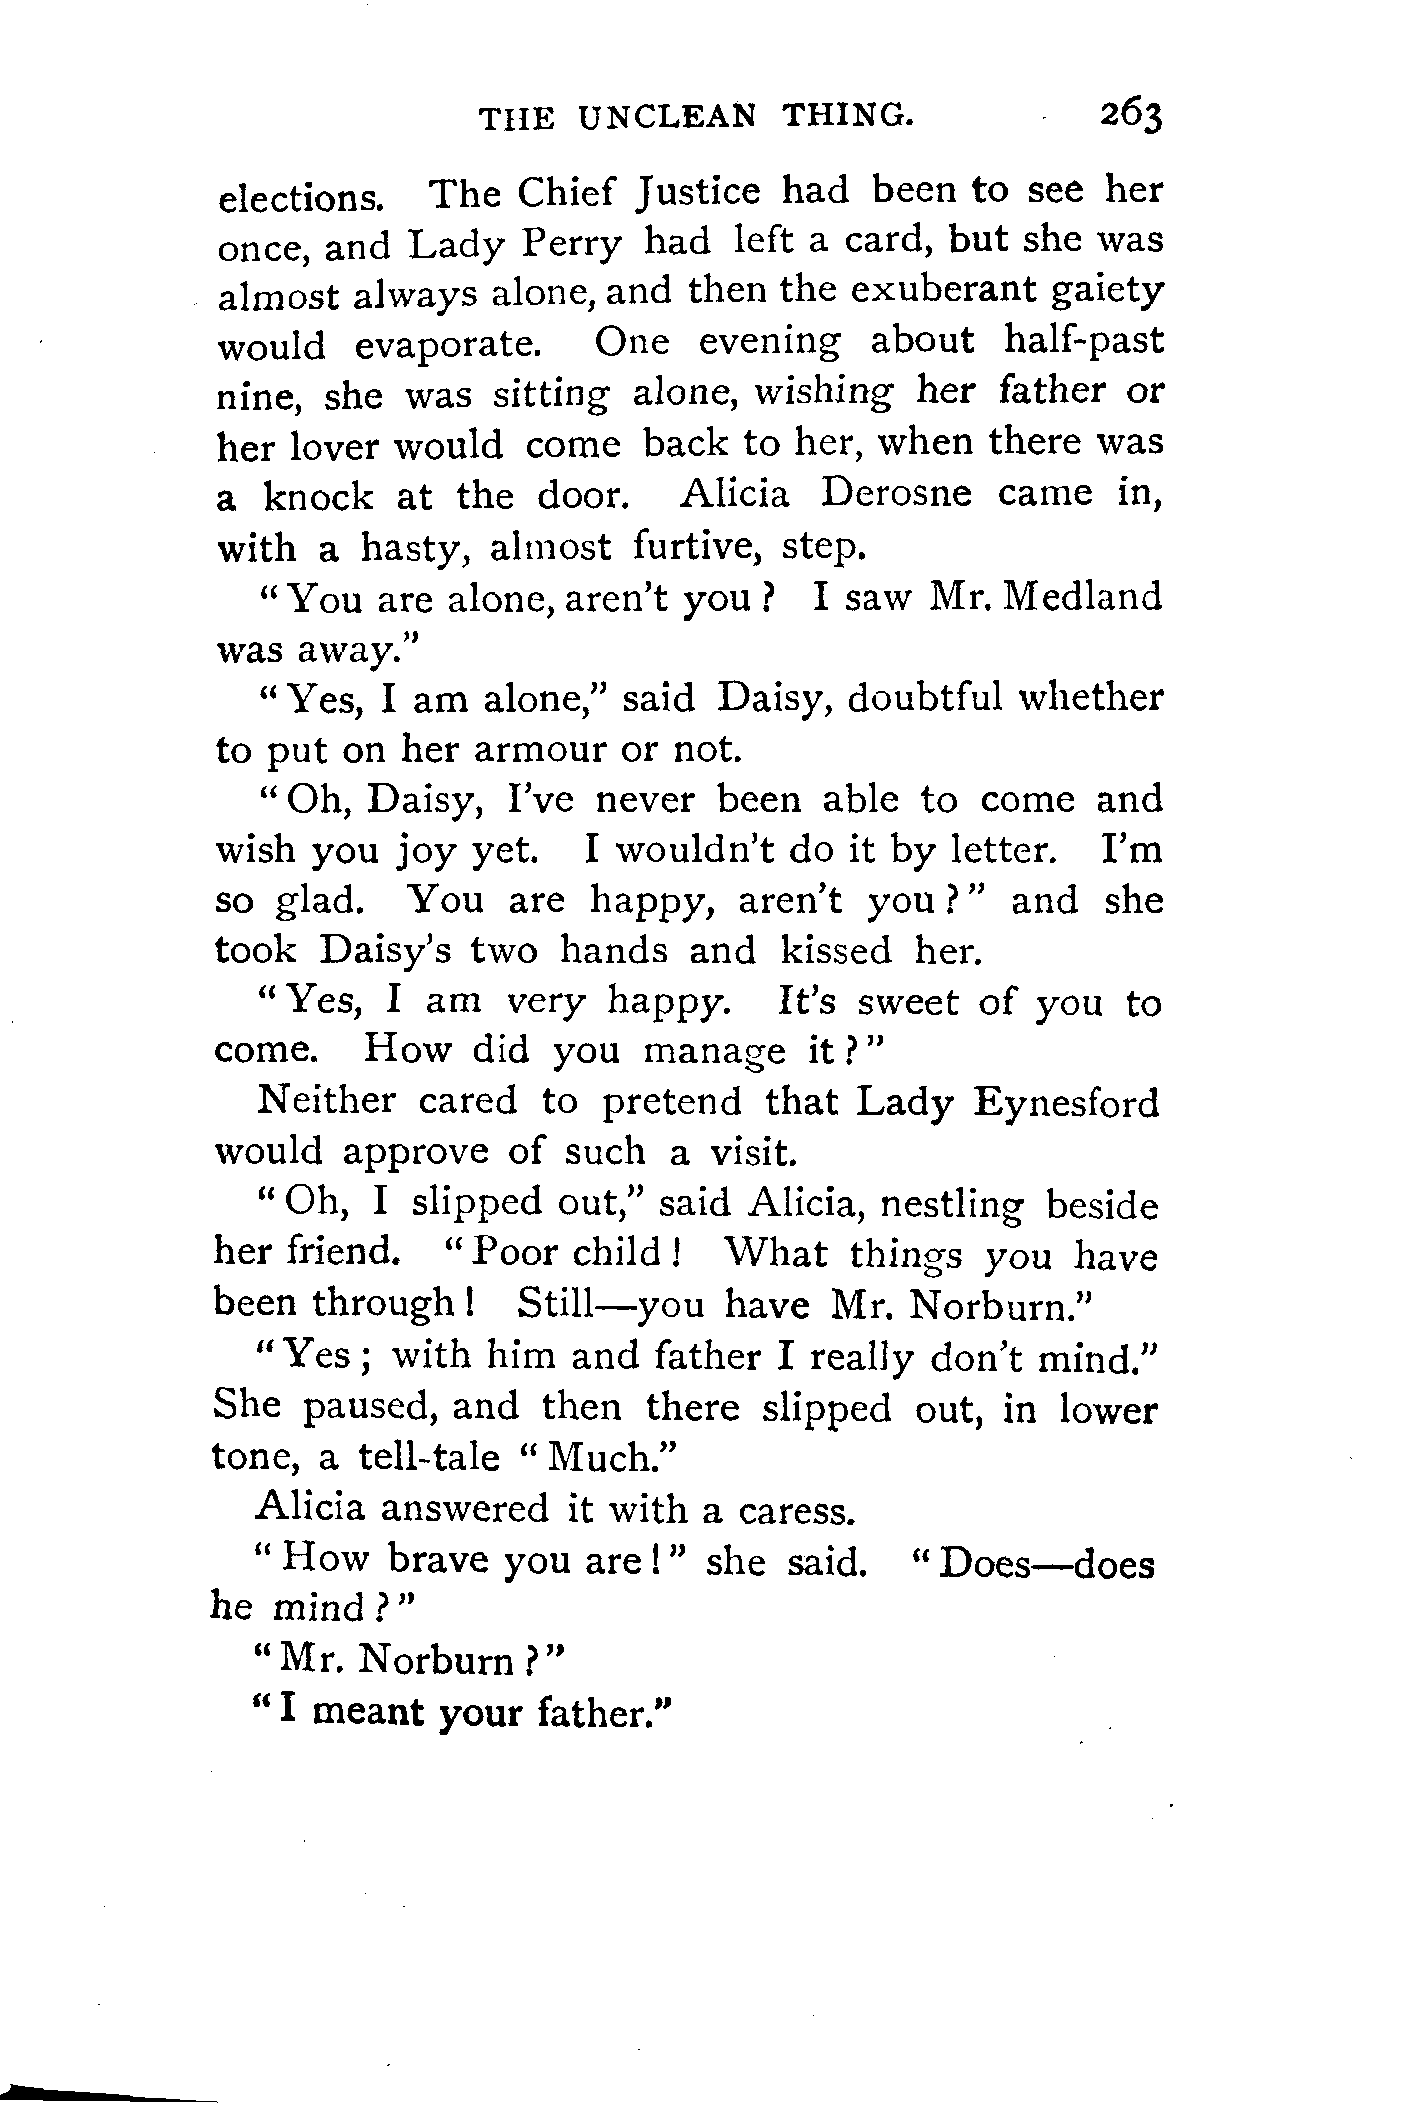 THE UNCLEAN THING. 263
elections. The Chief Justice had been to see her
once, and Lady Perry had left a card, but she was
almost always alone, and then the exuberant gaiety
would evaporate. One evening about half-past
nine, she was sitting alone, wishing her father or
her lover would come back to her, when there was
a knock at the door. Alicia Derosne came in,
with a hasty, almost furtive, step.
"You are alone, aren't you? I saw Mr. Medland
was away."
"Yes, I am alone," said Daisy, doubtful whether
to put on her armour or not.
"Oh, Daisy, I've never been able to come and
wish you joy yet. I wouldn't do it by letter. I'm
so glad. You are happy, aren't you?" and she
took Daisy's two hands and kissed her.
"Yes, I am very happy. It's sweet of you to
come. How did you manage it?"
Neither cared to pretend that Lady Eynesford
would approve of such a visit.
"Oh, I slipped out," said Alicia, nestling beside
her friend. "Poor child! What things you have
been through! Still—you have Mr. Norburn."
"Yes; with him and father I really don't mind."
She paused, and then there slipped out, in lower
tone, a tell-tale "Much."
Alicia answered it with a caress.
"How brave you are!" she said. "Does—does
he mind?"
"Mr. Norburn?"
"I meant your father."